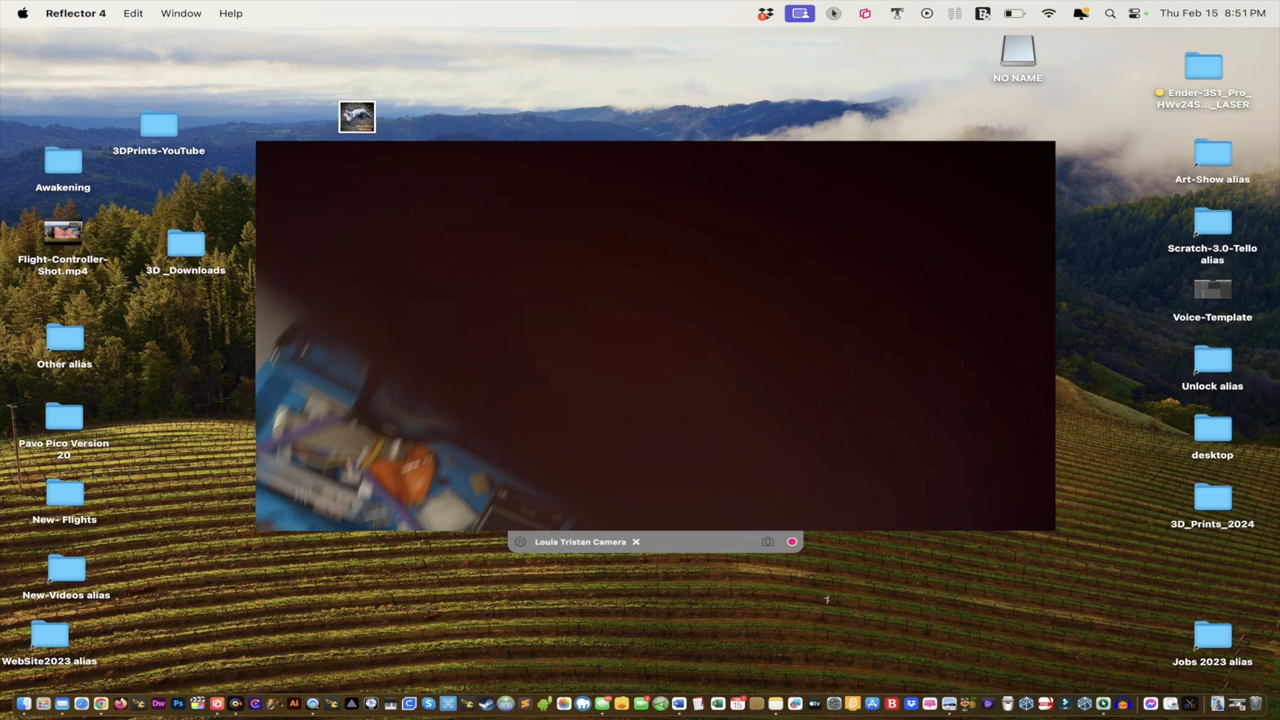 Reflector 4 Edit Window Help Thu Feb 15 8:51 PM
NO NAME
Ender-3S1_Pro_
HWv24S..._LASER
3DPrints-YouTube
Awakening
Art-Show alias
Flight-Controller-
Shot.mp4
3D _Downloads
Scratch-3.0-Tello
alias
Voice-Template
Other alias
Unlock alias
Pavo Pico Version
20
desktop
New- Flights
3D_Prints_2024
Louis Tristan Camera
New-Videos alias
WebSite2023 alias
Jobs 2023 alias
Dw Ps Ai